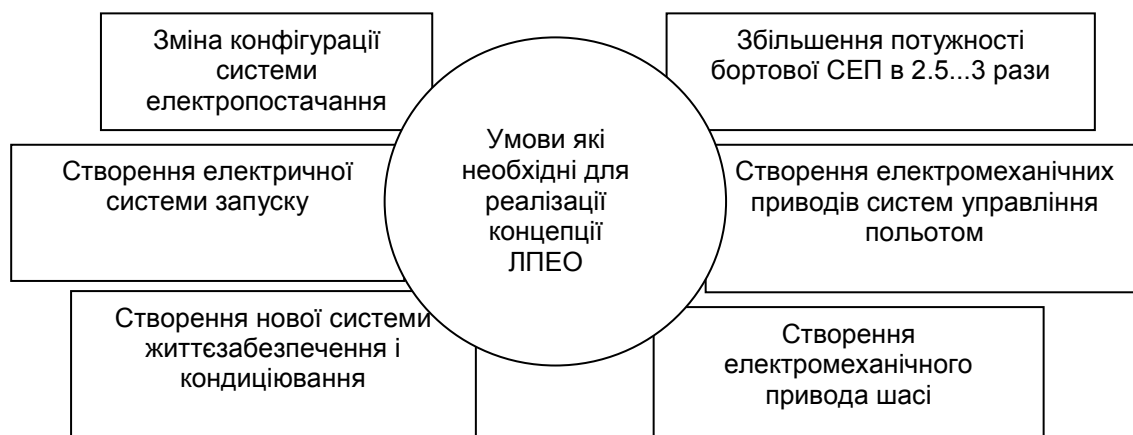 Зміна конфігурації
системи
електропостачання
Збільшення потужності
бортової СЕП в 2.5...3 рази
Умови які
необхідні для
реалізації
концепції
ЛПЕО
Створення електричної
системи запуску
Створення електромеханічних
приводів систем управління
польотом
Створення нової системи
життєзабезпечення і
кондиціювання
Створення
електромеханічного
привода шасі